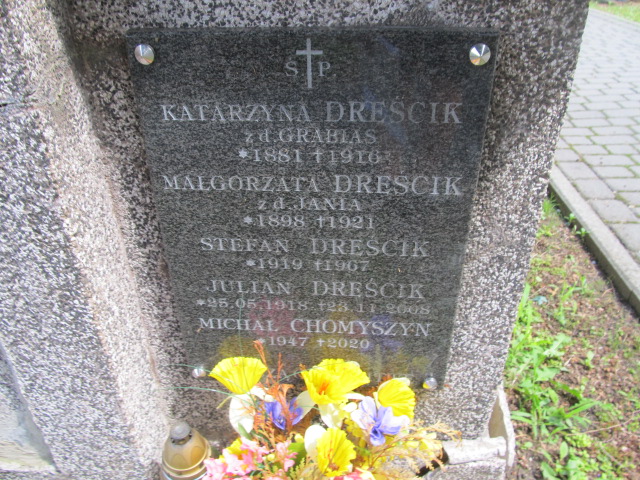 Ś P
KATARZYNA DREŚCIK
z d. GRABIAS
*1881 †1916
MAŁGORZATA DREŚCIK
z d. JANIA
*1898 †1921
STEFAN DREŚCIK
*1919 †1967
JULIAN DREŚCIK
*25.05.1918 †23.11.2008
MICHAŁ CHOMYSZYN
*1947 †2020